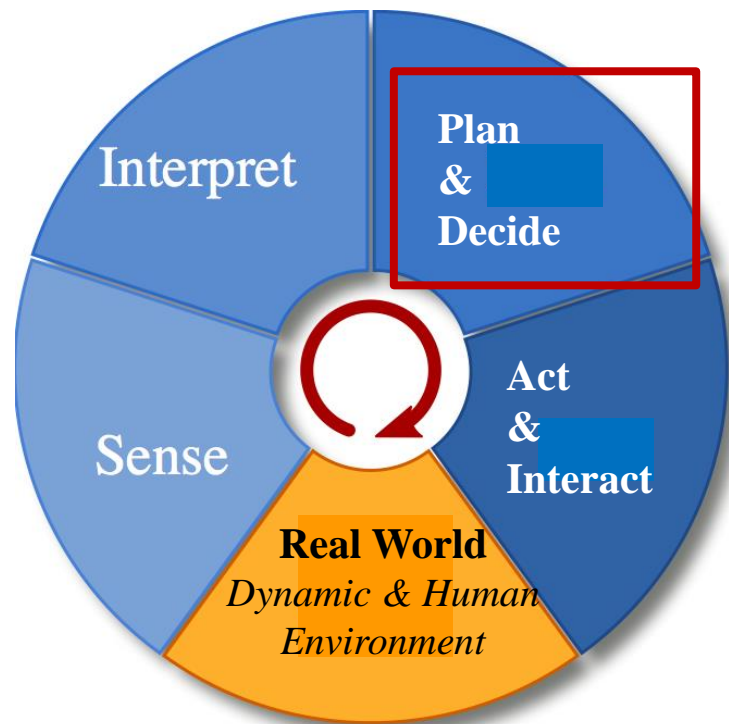 Interpret
Plan
&
Decide
Sense
Act
&
Interact
Real World
Dynamic & Human
Environment